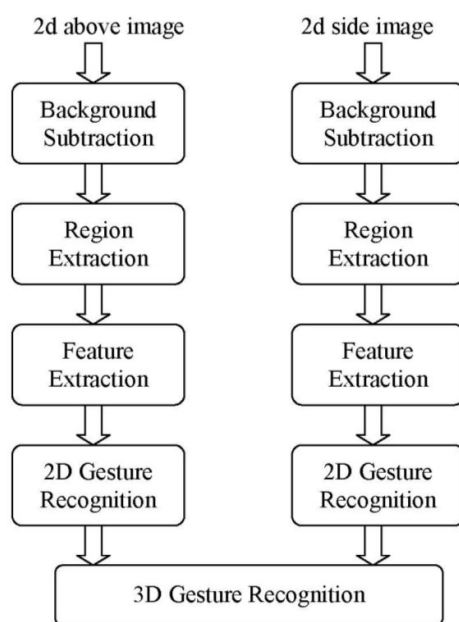 2d above image
Background
Subtraction
Region
Extraction
Feature
Extraction
2D Gesture
Recognition
2d side image
Background
Subtraction
Region
Extraction
Feature
Extraction
2D Gesture
Recognition
3D Gesture Recognition